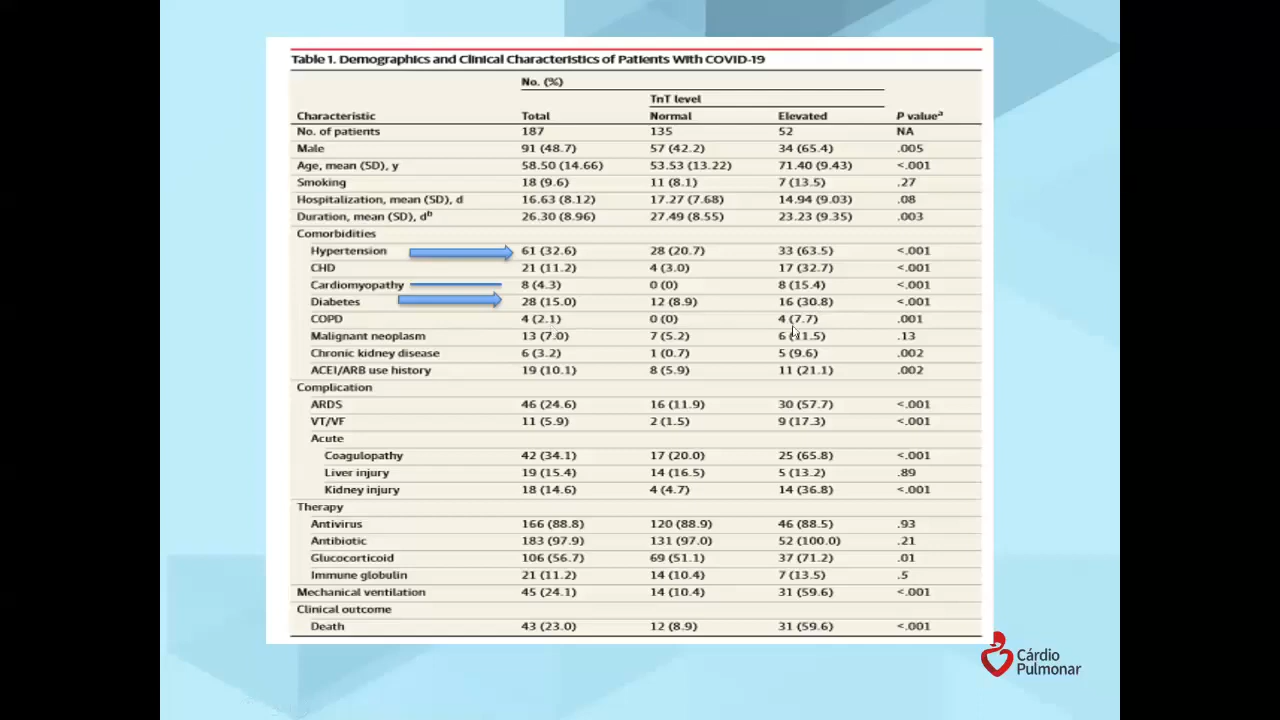 Table 1. Demographics and Clinical Characteristics of Patients With COVID-19
No. (%)
TnT level
Characteristic Total Normal Elevated P valueª
No. of patients 187 135 52 NA
Male 91 (48.7) 57 (42.2) 34 (65.4) .005
Age, mean (SD), y 58.50 (14.66) 53.53 (13.22) 71.40 (9.43) <.001
Smoking 18 (9.6) 11 (8.1) 7 (13.5) .27
Hospitalization, mean (SD), d 16.63 (8.12) 17.27 (7.68) 14.94 (9.03) .08
Duration, mean (SD), dᵇ 26.30 (8.96) 27.49 (8.55) 23.23 (9.35) .003
Comorbidities
Hypertension 61 (32.6) 28 (20.7) 33 (63.5) <.001
CHD 21 (11.2) 4 (3.0) 17 (32.7) <.001
Cardiomyopathy 8 (4.3) 0 (0) 8 (15.4) <.001
Diabetes 28 (15.0) 12 (8.9) 16 (30.8) <.001
COPD 4 (2.1) 0 (0) 4 (7.7) .001
Malignant neoplasm 13 (7.0) 7 (5.2) 6 (11.5) .13
Chronic kidney disease 6 (3.2) 1 (0.7) 5 (9.6) .002
ACEI/ARB use history 19 (10.1) 8 (5.9) 11 (21.1) .002
Complication
ARDS 46 (24.6) 16 (11.9) 30 (57.7) <.001
VT/VF 11 (5.9) 2 (1.5) 9 (17.3) <.001
Acute
Coagulopathy 42 (34.1) 17 (20.0) 25 (65.8) <.001
Liver injury 19 (15.4) 14 (16.5) 5 (13.2) .89
Kidney injury 18 (14.6) 4 (4.7) 14 (36.8) <.001
Therapy
Antivirus 166 (88.8) 120 (88.9) 46 (88.5) .93
Antibiotic 183 (97.9) 131 (97.0) 52 (100.0) .21
Glucocorticoid 106 (56.7) 69 (51.1) 37 (71.2) .01
Immune globulin 21 (11.2) 14 (10.4) 7 (13.5) .5
Mechanical ventilation 45 (24.1) 14 (10.4) 31 (59.6) <.001
Clinical outcome
Death 43 (23.0) 12 (8.9) 31 (59.6) <.001
Cárdio
Pulmonar